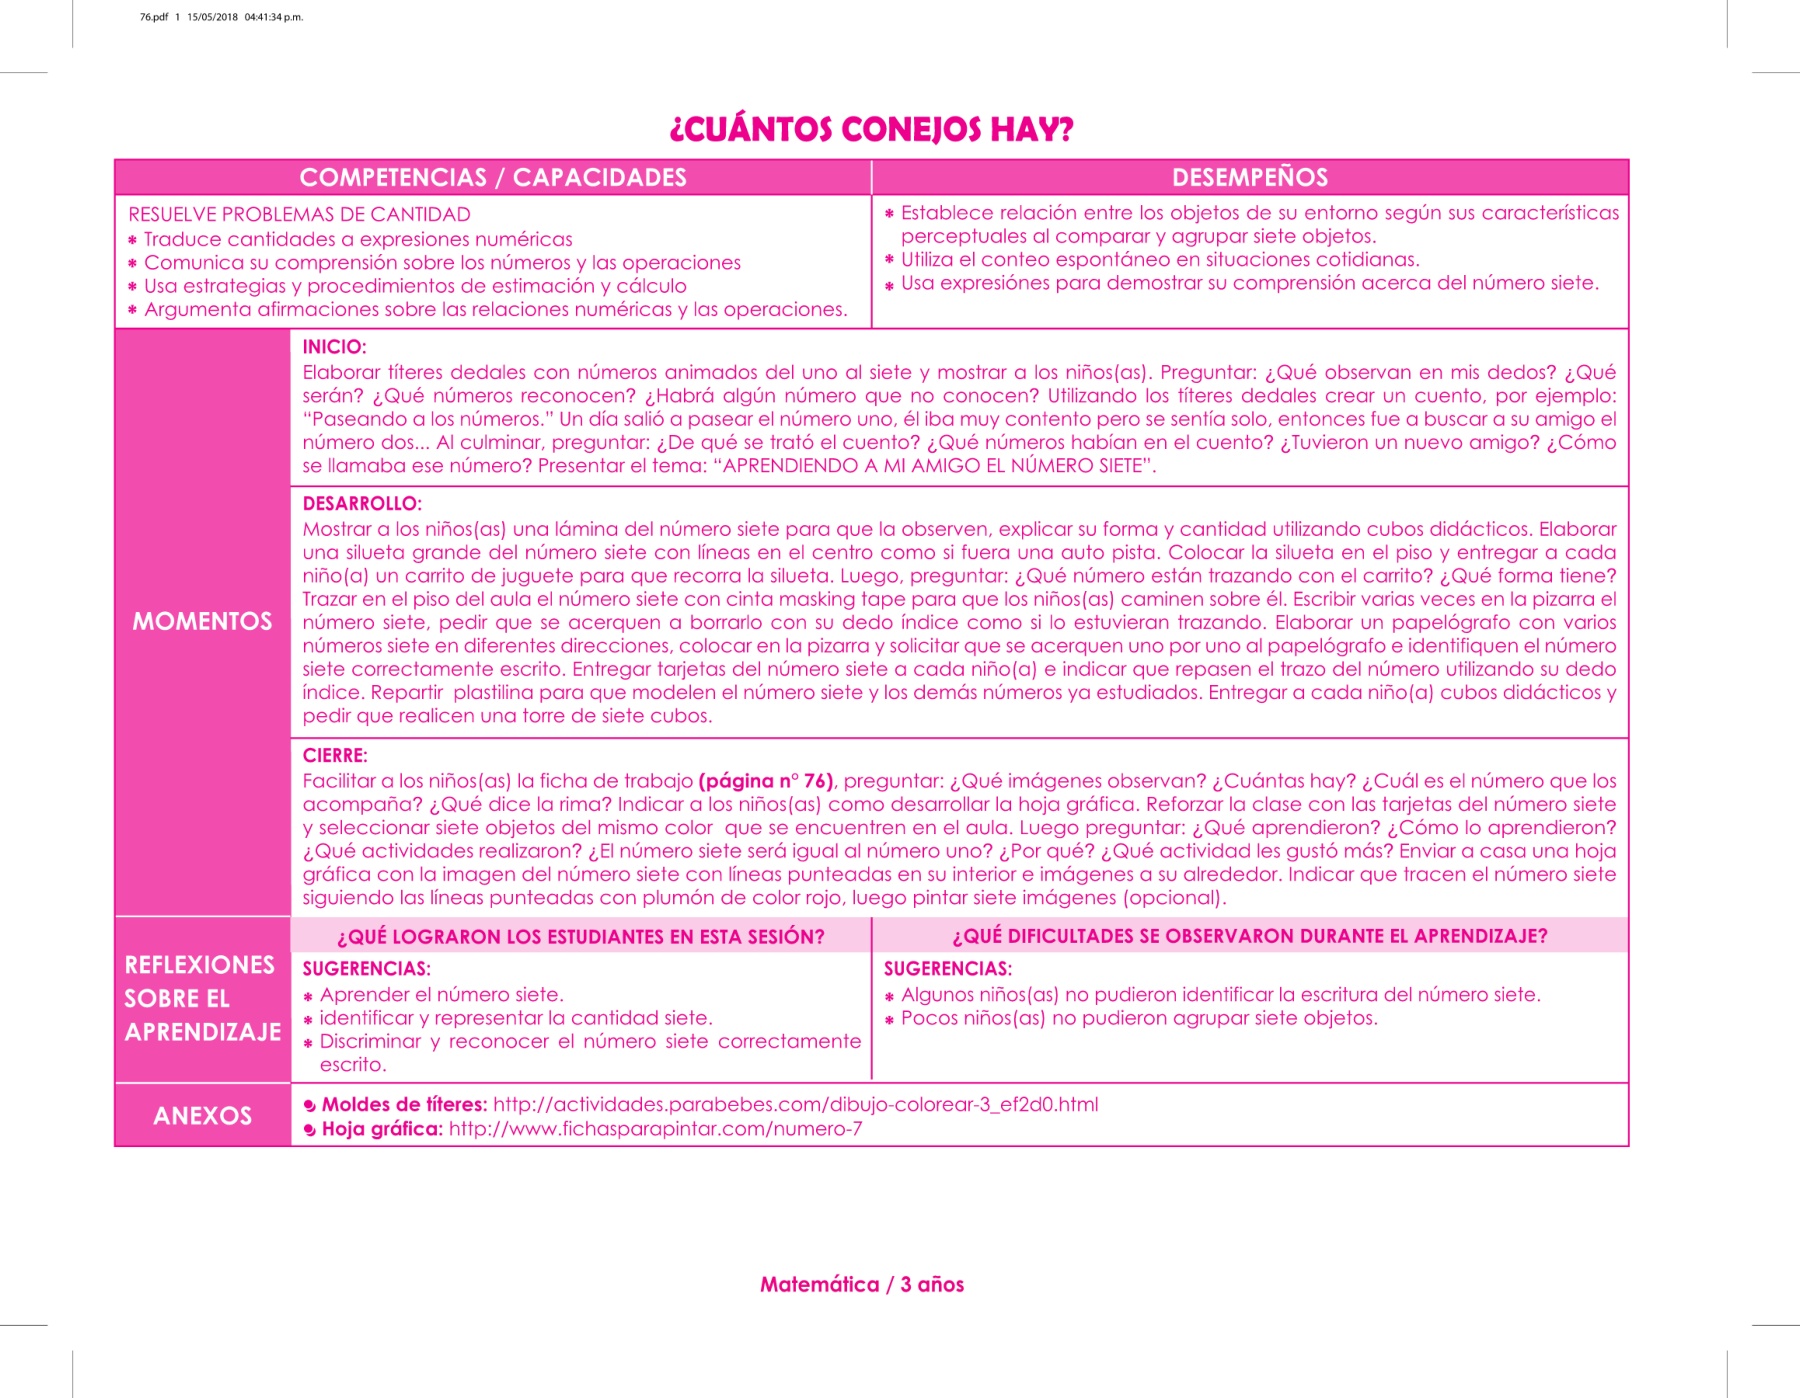 76.pdf 1 15/05/2018 04:41:34 p.m.
¿CUÁNTOS CONEJOS HAY?
COMPETENCIAS / CAPACIDADES
DESEMPEÑOS
RESUELVE PROBLEMAS DE CANTIDAD
* Traduce cantidades a expresiones numéricas
* Comunica su comprensión sobre los números y las operaciones
* Usa estrategias y procedimientos de estimación y cálculo
* Argumenta afirmaciones sobre las relaciones numéricas y las operaciones.
* Establece relación entre los objetos de su entorno según sus características
perceptuales al comparar y agrupar siete objetos.
* Utiliza el conteo espontáneo en situaciones cotidianas.
* Usa expresiónes para demostrar su comprensión acerca del número siete.
MOMENTOS
INICIO:
Elaborar títeres dedales con números animados del uno al siete y mostrar a los niños(as). Preguntar: ¿Qué observan en mis dedos? ¿Qué
serán? ¿Qué números reconocen? ¿Habrá algún número que no conocen? Utilizando los títeres dedales crear un cuento, por ejemplo:
“Paseando a los números.” Un día salió a pasear el número uno, él iba muy contento pero se sentía solo, entonces fue a buscar a su amigo el
número dos... Al culminar, preguntar: ¿De qué se trató el cuento? ¿Qué números habían en el cuento? ¿Tuvieron un nuevo amigo? ¿Cómo
se llamaba ese número? Presentar el tema: “APRENDIENDO A MI AMIGO EL NÚMERO SIETE”.
DESARROLLO:
Mostrar a los niños(as) una lámina del número siete para que la observen, explicar su forma y cantidad utilizando cubos didácticos. Elaborar
una silueta grande del número siete con líneas en el centro como si fuera una auto pista. Colocar la silueta en el piso y entregar a cada
niño(a) un carrito de juguete para que recorra la silueta. Luego, preguntar: ¿Qué número están trazando con el carrito? ¿Qué forma tiene?
Trazar en el piso del aula el número siete con cinta masking tape para que los niños(as) caminen sobre él. Escribir varias veces en la pizarra el
número siete, pedir que se acerquen a borrarlo con su dedo índice como si lo estuvieran trazando. Elaborar un papelógrafo con varios
números siete en diferentes direcciones, colocar en la pizarra y solicitar que se acerquen uno por uno al papelógrafo e identifiquen el número
siete correctamente escrito. Entregar tarjetas del número siete a cada niño(a) e indicar que repasen el trazo del número utilizando su dedo
índice. Repartir plastilina para que modelen el número siete y los demás números ya estudiados. Entregar a cada niño(a) cubos didácticos y
pedir que realicen una torre de siete cubos.
CIERRE:
Facilitar a los niños(as) la ficha de trabajo (página n° 76), preguntar: ¿Qué imágenes observan? ¿Cuántas hay? ¿Cuál es el número que los
acompaña? ¿Qué dice la rima? Indicar a los niños(as) como desarrollar la hoja gráfica. Reforzar la clase con las tarjetas del número siete
y seleccionar siete objetos del mismo color que se encuentren en el aula. Luego preguntar: ¿Qué aprendieron? ¿Cómo lo aprendieron?
¿Qué actividades realizaron? ¿El número siete será igual al número uno? ¿Por qué? ¿Qué actividad les gustó más? Enviar a casa una hoja
gráfica con la imagen del número siete con líneas punteadas en su interior e imágenes a su alrededor. Indicar que tracen el número siete
siguiendo las líneas punteadas con plumón de color rojo, luego pintar siete imágenes (opcional).
REFLEXIONES
SOBRE EL
APRENDIZAJE
¿QUÉ LOGRARON LOS ESTUDIANTES EN ESTA SESIÓN?
SUGERENCIAS:
* Aprender el número siete.
* identificar y representar la cantidad siete.
* Discriminar y reconocer el número siete correctamente
escrito.
¿QUÉ DIFICULTADES SE OBSERVARON DURANTE EL APRENDIZAJE?
SUGERENCIAS:
* Algunos niños(as) no pudieron identificar la escritura del número siete.
* Pocos niños(as) no pudieron agrupar siete objetos.
ANEXOS
Moldes de títeres: http://actividades.parabebes.com/dibujo-colorear-3_ef2d0.html
Hoja gráfica: http://www.fichasparapintar.com/numero-7
Matemática / 3 años